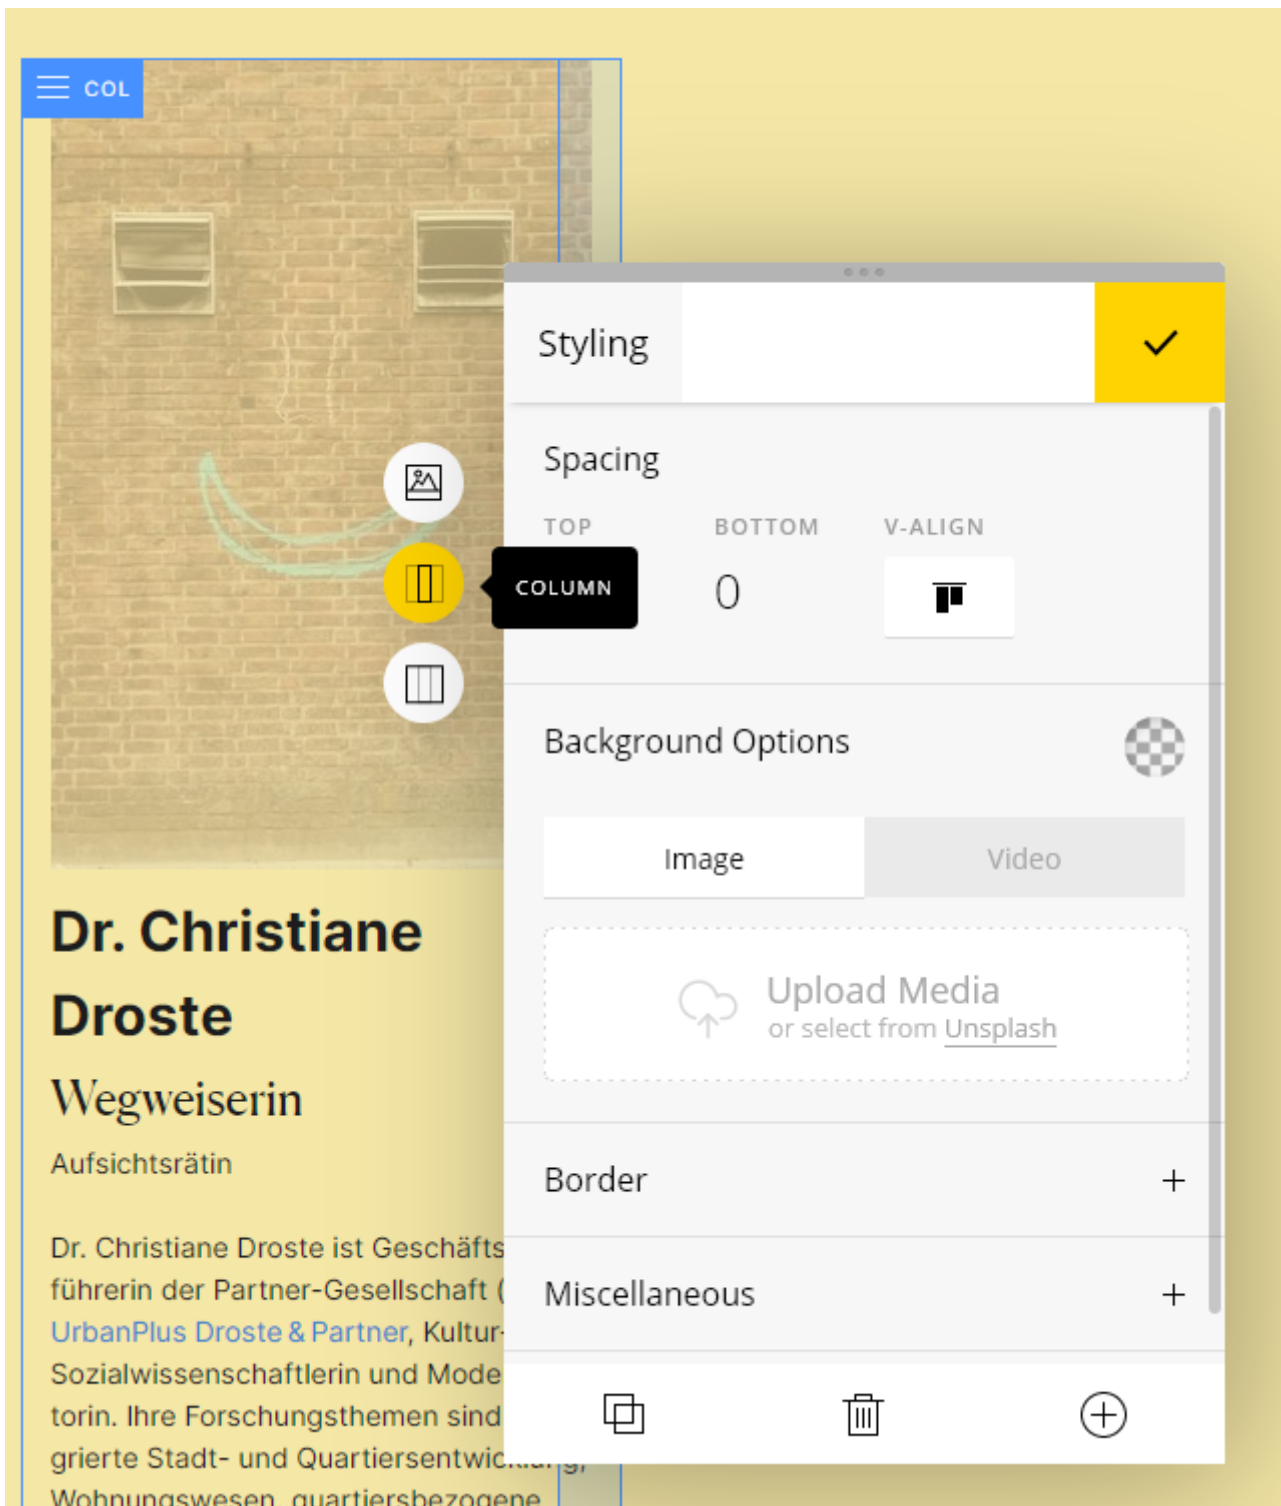 COL
Styling
Spacing
TOP BOTTOM V-ALIGN
COLUMN
0
Background Options
Image Video
Upload Media
or select from Unsplash
Border
Miscellaneous
Dr. Christiane
Droste
Wegweiserin
Aufsichtsrätin
Dr. Christiane Droste ist Geschäfts
führerin der Partner-Gesellschaft (
UrbanPlus Droste & Partner, Kultur-
Sozialwissenschaftlerin und Mode
torin. Ihre Forschungsthemen sind
grierte Stadt- und Quartiersentwicklung,
Wohnungswesen, quartiersbezogene